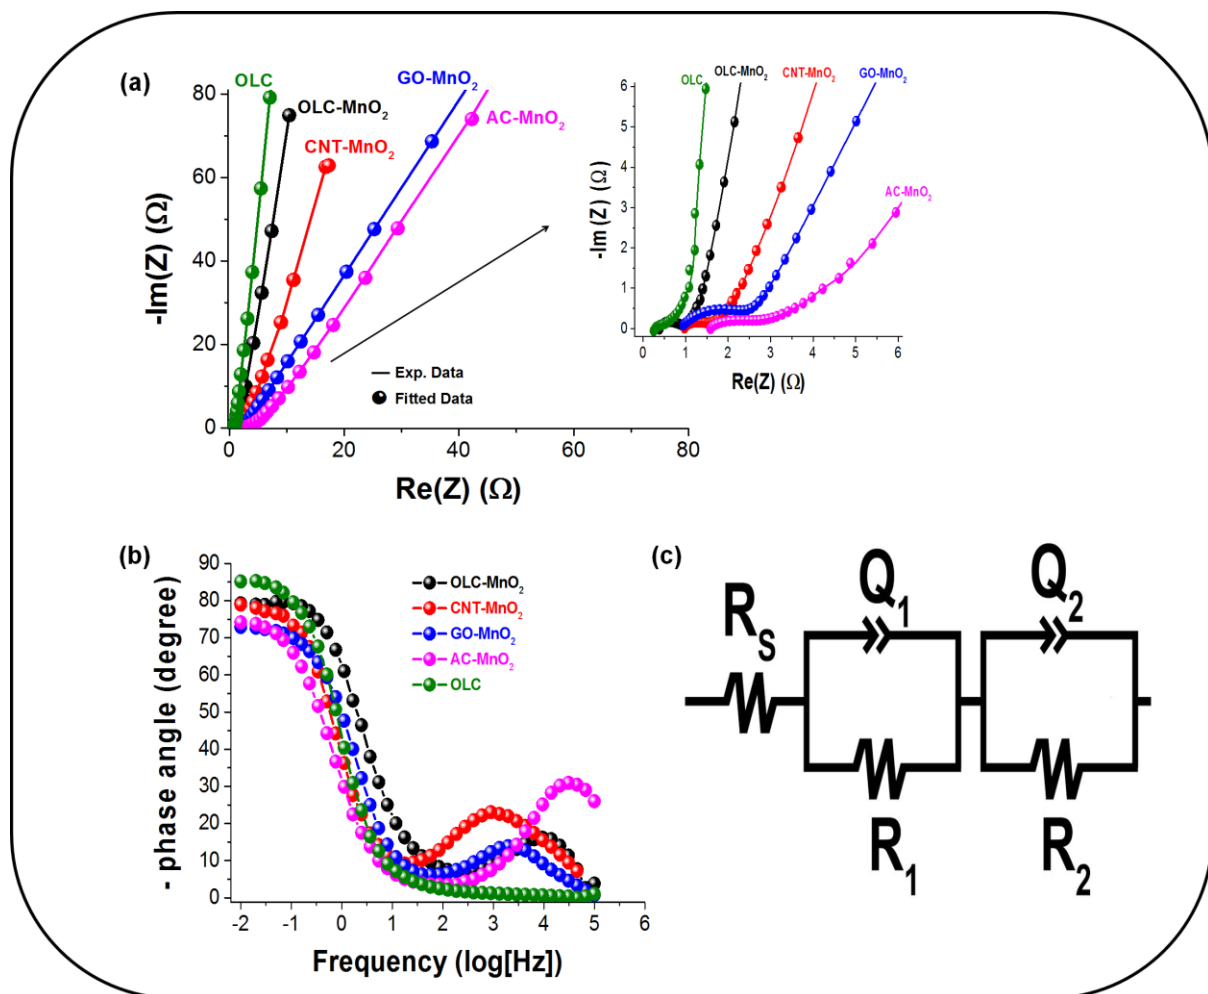 (a)
OLC
OLC-MnO₂
CNT-MnO₂
GO-MnO₂
AC-MnO₂
80
60
40
20
0
-Im(Z) (Ω)
0 20 40 60 80
Re(Z) (Ω)
Exp. Data
Fitted Data
OLC
OLC-MnO₂
CNT-MnO₂
GO-MnO₂
AC-MnO₂
6
5
4
3
2
1
0
-Im(Z) (Ω)
0 1 2 3 4 5 6
Re(Z) (Ω)
(b)
90
80
70
60
50
40
30
20
10
0
- phase angle (degree)
OLC-MnO₂
CNT-MnO₂
GO-MnO₂
AC-MnO₂
OLC
-2 -1 0 1 2 3 4 5 6
Frequency (log[Hz])
(c)
R_S
Q₁
R₁
Q₂
R₂